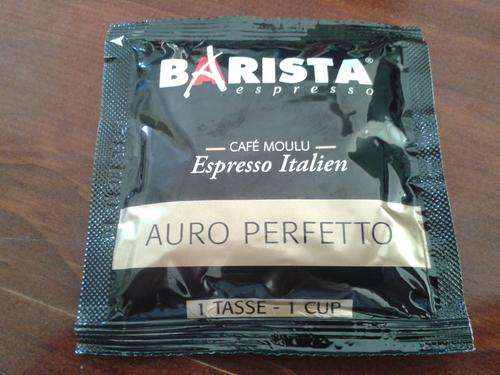 BARISTA®
espresso
CAFÉ MOULU
Espresso Italien
AURO PERFETTO
1 TASSE - 1 CUP